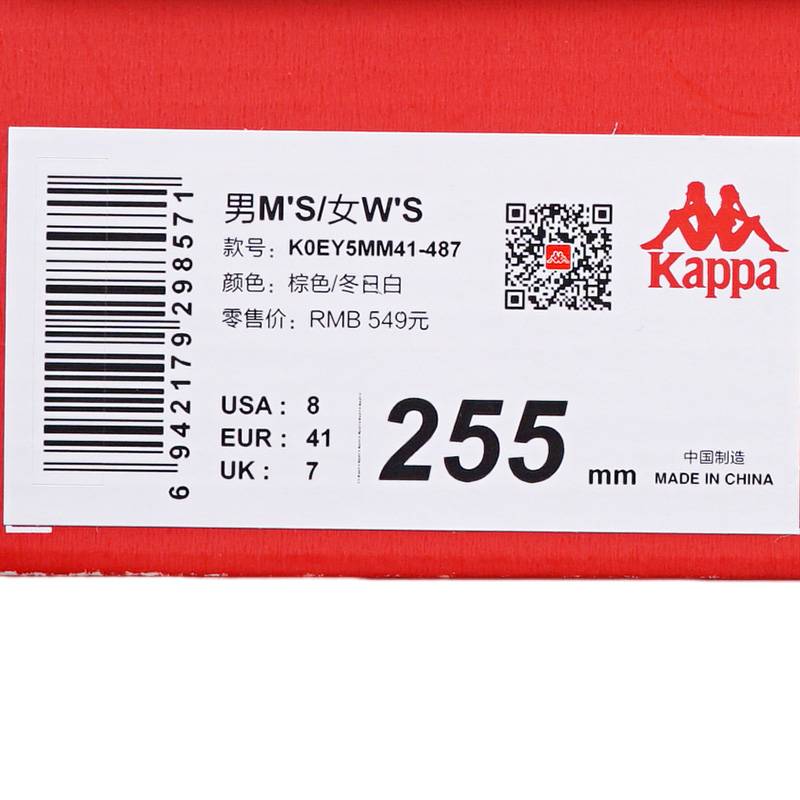 男M'S/女W'S
款号: K0EY5MM41-487
颜色: 棕色/冬日白
零售价: RMB 549元
Kappa
USA : 8
EUR : 41
UK : 7
255 mm
中国制造
MADE IN CHINA
6 942179 298571